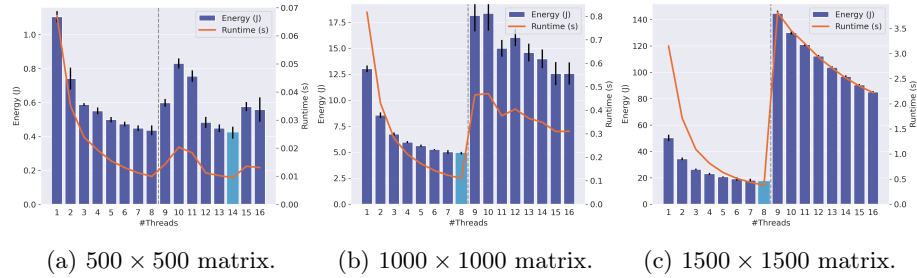 Energy (J)
Runtime (s)
1.0
0.8
0.6
0.4
0.2
0.0
Energy (J)
0.07
0.06
0.05
0.04
0.03
0.02
0.01
0.00
Runtime (s)
1 2 3 4 5 6 7 8 9 10 11 12 13 14 15 16
#Threads
(a) 500 × 500 matrix.
Energy (J)
Runtime (s)
17.5
15.0
12.5
10.0
7.5
5.0
2.5
0.0
Energy (J)
0.8
0.7
0.6
0.5
0.4
0.3
0.2
0.1
0.0
Runtime (s)
1 2 3 4 5 6 7 8 9 10 11 12 13 14 15 16
#Threads
(b) 1000 × 1000 matrix.
Energy (J)
Runtime (s)
150
125
100
75
50
25
0
Energy (J)
3.5
3.0
2.5
2.0
1.5
1.0
0.5
0.0
Runtime (s)
1 2 3 4 5 6 7 8 9 10 11 12 13 14 15 16
#Threads
(c) 1500 × 1500 matrix.